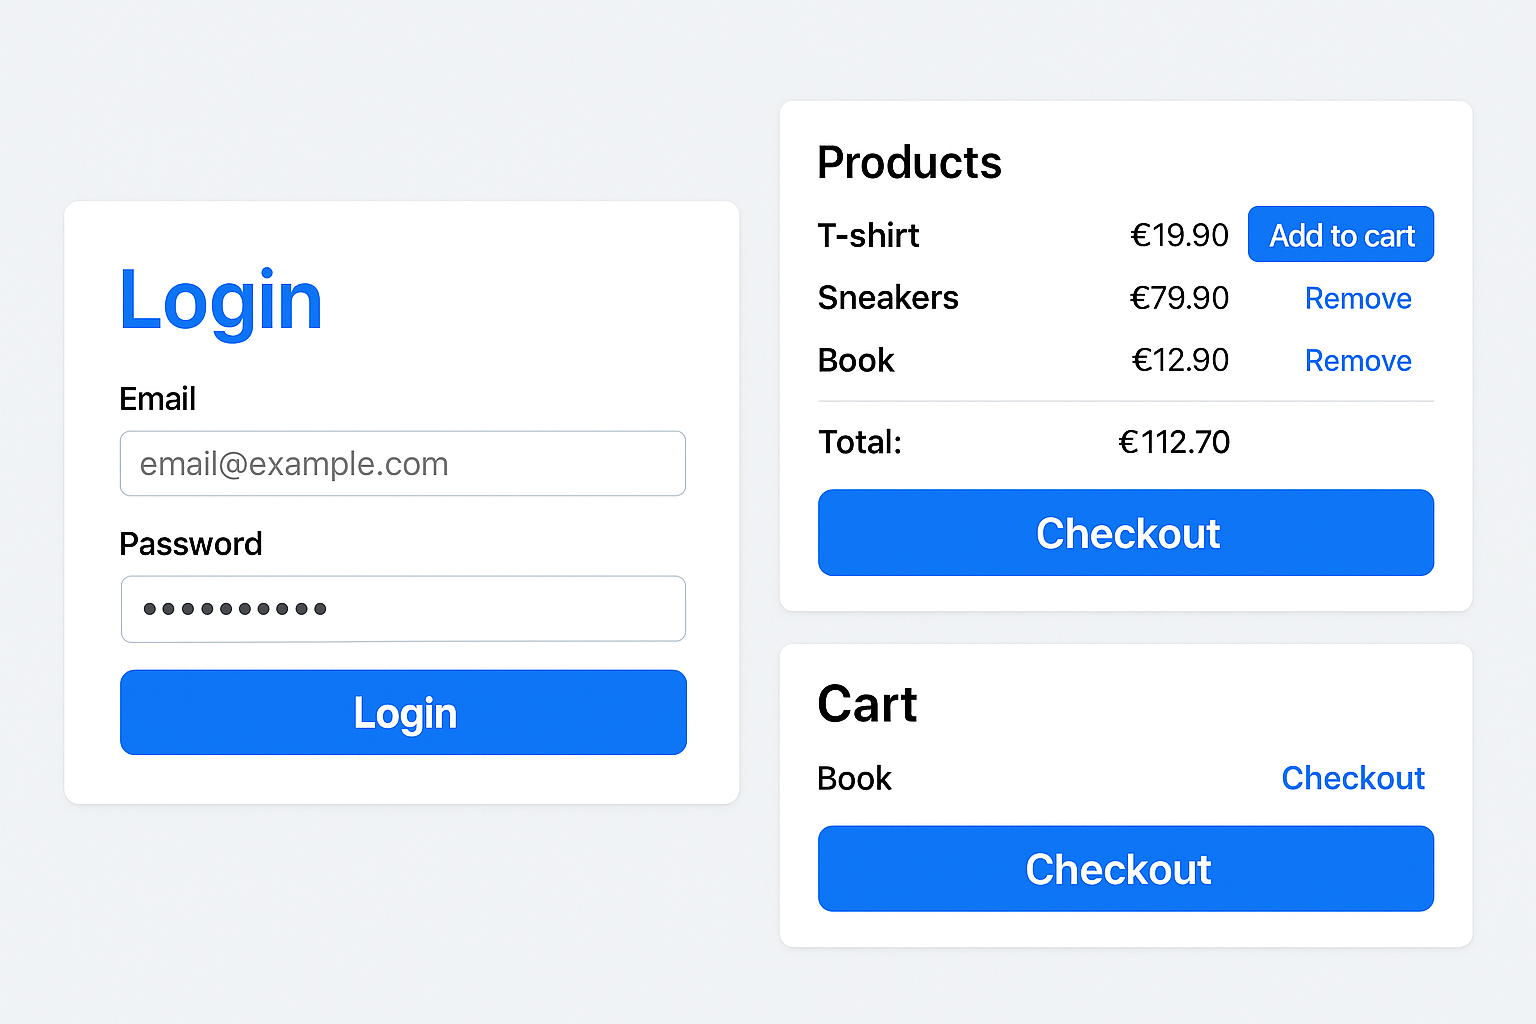 Login
Email
email@example.com
Password
••••••••••
Login
Products
T-shirt €19.90 Add to cart
Sneakers €79.90 Remove
Book €12.90 Remove
Total: €112.70
Checkout
Cart
Book Checkout
Checkout